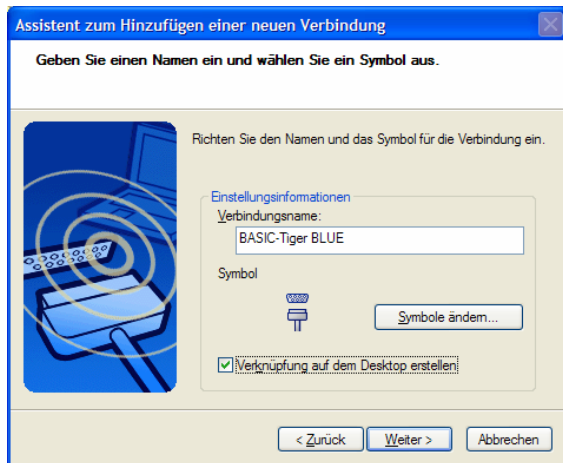 Assistent zum Hinzufügen einer neuen Verbindung
Geben Sie einen Namen ein und wählen Sie ein Symbol aus.
Richten Sie den Namen und das Symbol für die Verbindung ein.
Einstellungsinformationen
Verbindungsname:
BASIC-Tiger BLUE
Symbol
Symbole ändern...
Verknüpfung auf dem Desktop erstellen
< Zurück
Weiter >
Abbrechen